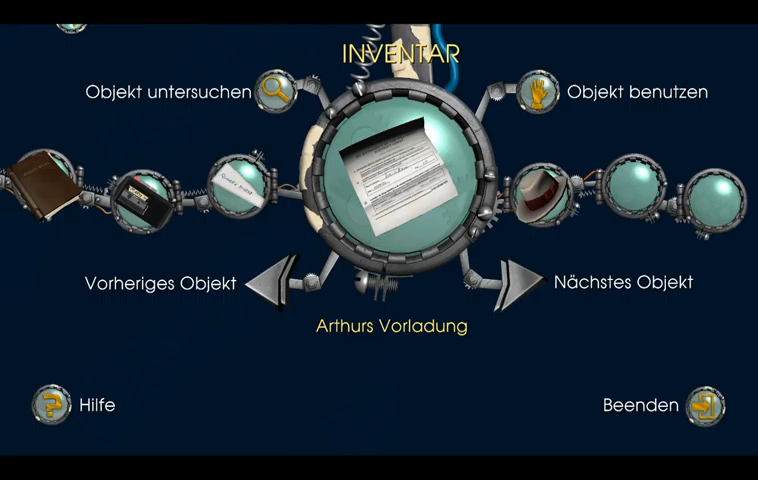 INVENTAR
Objekt untersuchen
Objekt benutzen
Vorheriges Objekt
Nächstes Objekt
Arthurs Vorladung
Hilfe
Beenden